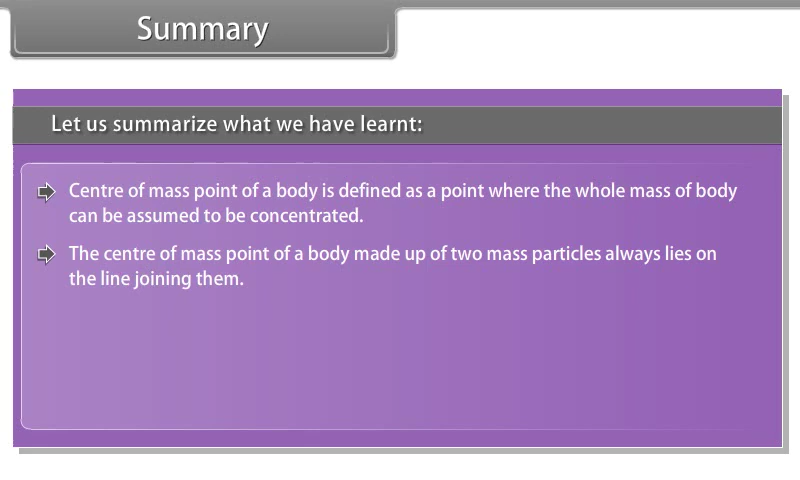 Summary
Let us summarize what we have learnt:
Centre of mass point of a body is defined as a point where the whole mass of body
can be assumed to be concentrated.
The centre of mass point of a body made up of two mass particles always lies on
the line joining them.